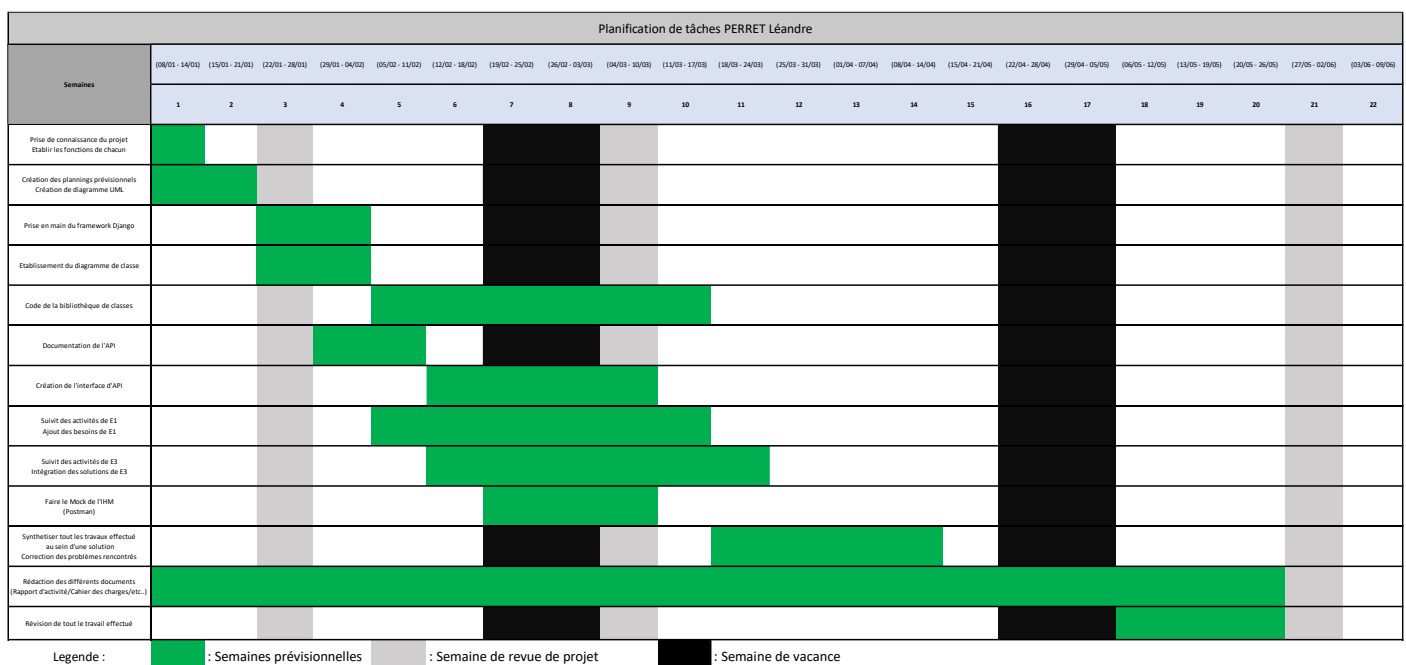 Planification de tâches PERRET Léandre
Semaines
(08/01 - 14/01) (15/01 - 21/01) (22/01 - 28/01) (29/01 - 04/02) (05/02 - 11/02) (12/02 - 18/02) (19/02 - 25/02) (26/02 - 03/03) (04/03 - 10/03) (11/03 - 17/03) (18/03 - 24/03) (25/03 - 31/03) (01/04 - 07/04) (08/04 - 14/04) (15/04 - 21/04) (22/04 - 28/04) (29/04 - 05/05) (06/05 - 12/05) (13/05 - 19/05) (20/05 - 26/05) (27/05 - 02/06) (03/06 - 09/06)
1 2 3 4 5 6 7 8 9 10 11 12 13 14 15 16 17 18 19 20 21 22
Prise de connaissance du projet
Etablir les fonctions de chacun
Création des plannings prévisionnels
Création de diagramme UML
Prise en main du framework Django
Etablissement du diagramme de classe
Code de la bibliothèque de classes
Documentation de l'API
Création de l'interface d'API
Suivit des activités de E1
Ajout des besoins de E1
Suivit des activités de E3
Intégration des solutions de E3
Faire le Mock de l'IHM
(Postman)
Synthetiser tout les travaux effectué
au sein d'une solution
Correction des problèmes rencontrés
Rédaction des différents documents
(Rapport d'activité/Cahier des charges/etc..)
Révision de tout le travail effectué
Legende : : Semaines prévisionnelles : Semaine de revue de projet : Semaine de vacance